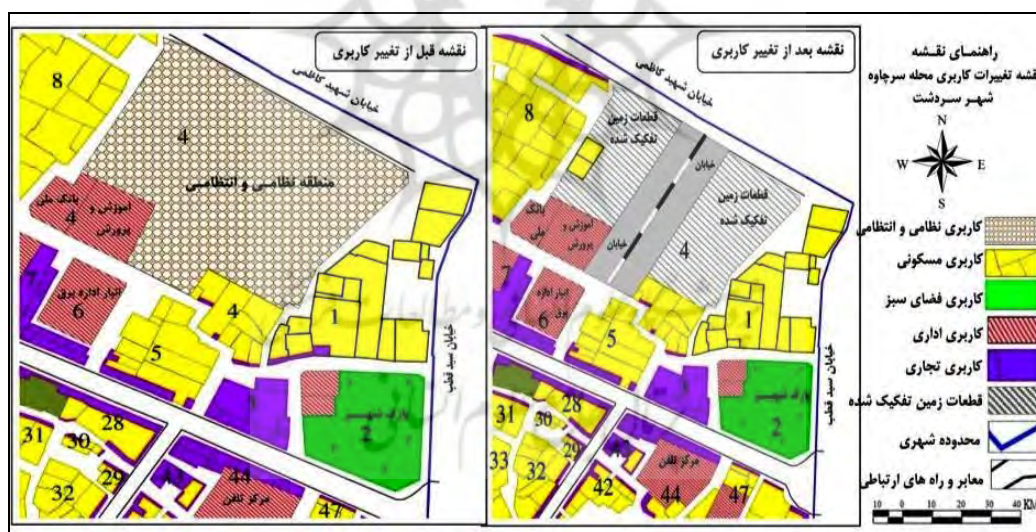 نقشه قبل از تغییر کاربری
خیابان شهید کاظمی
8
4
منطقه نظامی و انتظامی
آموزش و پرورش
بانک ملی
4
7
انبار اداره برق
6
4
5
1
خیابان سید قطب
پارک شهر
2
31
30
28
29
32
44
مرکز تلفن
47
نقشه بعد از تغییر کاربری
خیابان شهید کاظمی
8
قطعات زمین
تفکیک شده
خیابان
قطعات زمین
تفکیک شده
4
بانک
ملی
آموزش و
پرورش
خیابان
7
انبار اداره
برق
6
5
1
خیابان سید قطب
2
31
30
28
29
33
32
42
مرکز تلفن
44
47
راهنمای نقشه
نقشه تغییرات کاربری محله سرچاوه
شهر سردشت
N
W
E
S
کاربری نظامی و انتظامی
کاربری مسکونی
کاربری فضای سبز
کاربری اداری
کاربری تجاری
قطعات زمین تفکیک شده
محدوده شهری
معابر و راه های ارتباطی
10 0 10 20 30 40